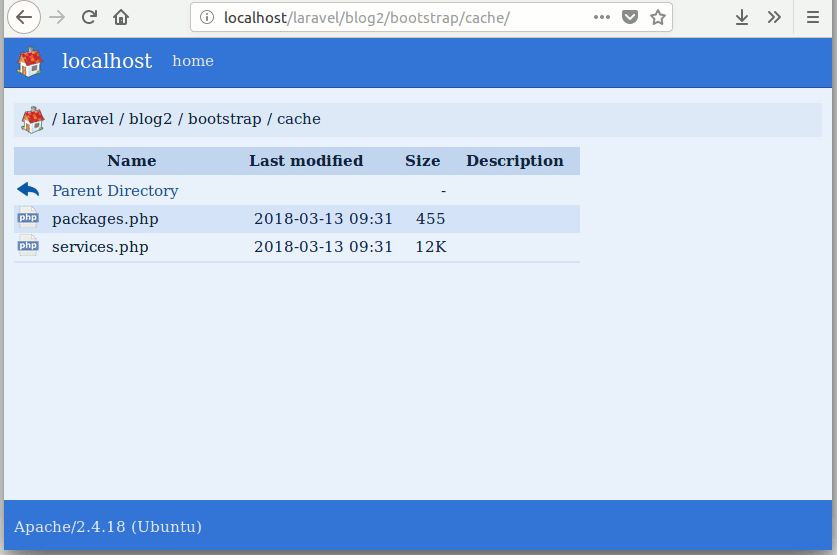 localhost/laravel/blog2/bootstrap/cache/
localhost home
/ laravel / blog2 / bootstrap / cache
Name Last modified Size Description
Parent Directory -
php packages.php 2018-03-13 09:31 455
php services.php 2018-03-13 09:31 12K
Apache/2.4.18 (Ubuntu)